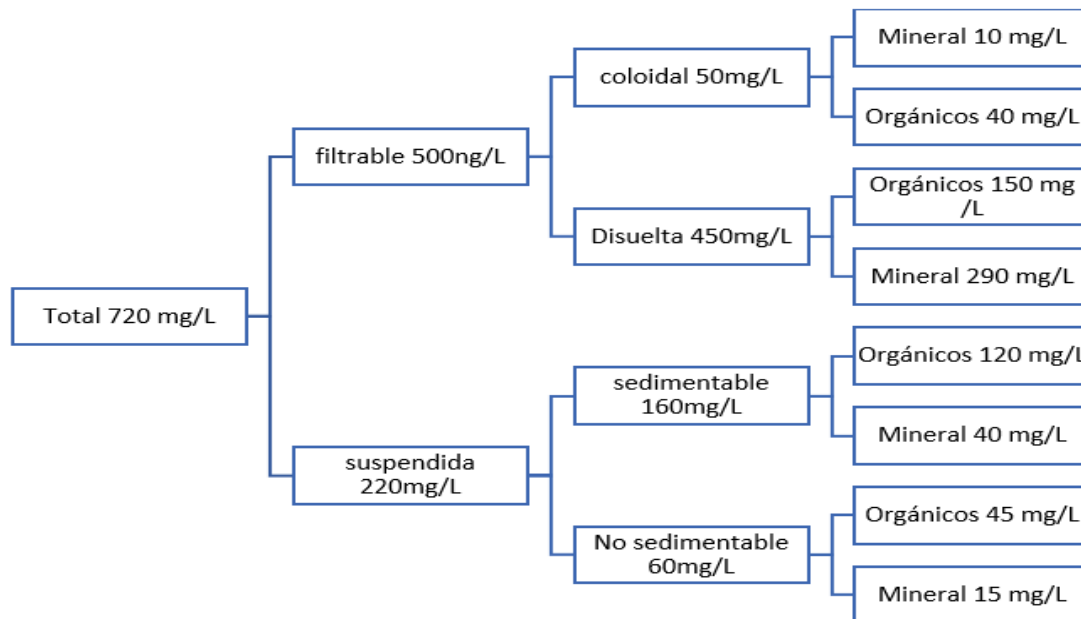 Total 720 mg/L
filtrable 500ng/L
coloidal 50mg/L
Mineral 10 mg/L
Orgánicos 40 mg/L
Disuelta 450mg/L
Orgánicos 150 mg
/L
Mineral 290 mg/L
suspendida
220mg/L
sedimentable
160mg/L
Orgánicos 120 mg/L
Mineral 40 mg/L
No sedimentable
60mg/L
Orgánicos 45 mg/L
Mineral 15 mg/L